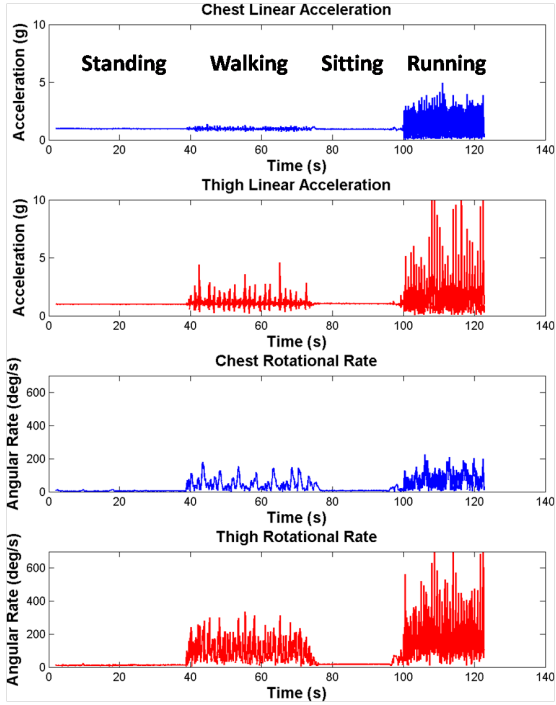 Chest Linear Acceleration
Acceleration (g)
10
5
0
Standing Walking Sitting Running
0 20 40 60 80 100 120 140
Time (s)
Thigh Linear Acceleration
Acceleration (g)
10
5
0
0 20 40 60 80 100 120 140
Time (s)
Chest Rotational Rate
Angular Rate (deg/s)
600
400
200
0
0 20 40 60 80 100 120 140
Time (s)
Thigh Rotational Rate
Angular Rate (deg/s)
600
400
200
0
0 20 40 60 80 100 120 140
Time (s)